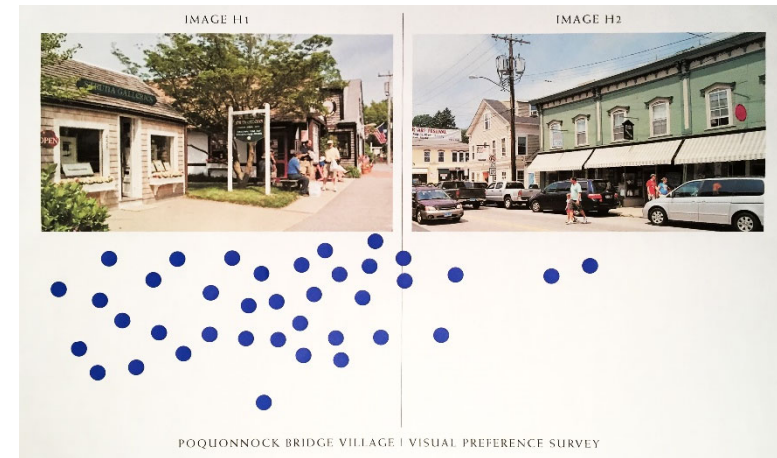 IMAGE H1
IMAGE H2
OPEN
POQUONNOCK BRIDGE VILLAGE | VISUAL PREFERENCE SURVEY